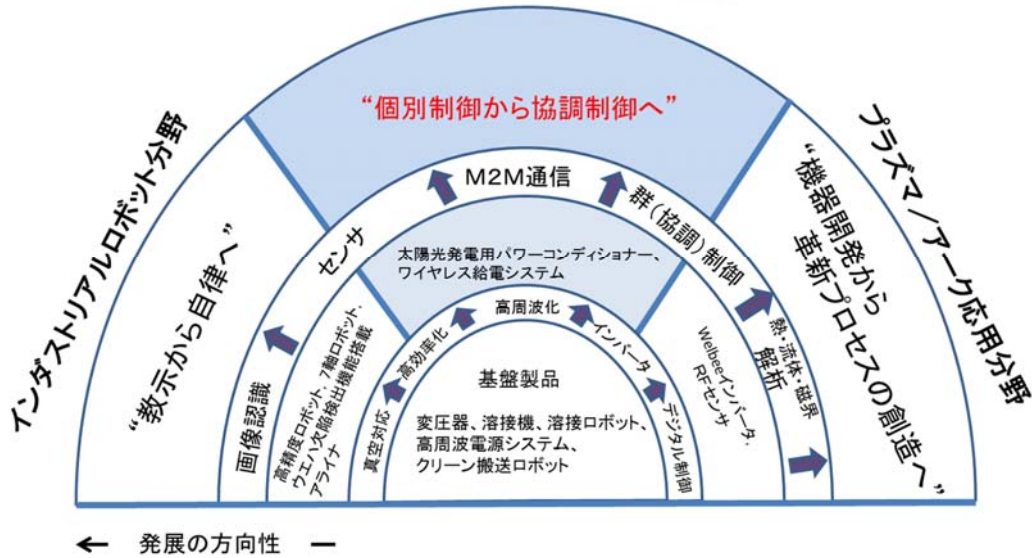 “個別制御から協調制御へ”
インダストリアルロボット分野
プラズマ/アーク応用分野
“教示から自律へ”
“機器開発から
革新プロセスの創造へ”
画像認識
センサ
M2M通信
群(協調)制御
熱・流体・磁界
解析
高精度ロボット、7軸ロボット、
ウエハ欠陥検出機能搭載
アライナ
太陽光発電用パワーコンディショナー、
ワイヤレス給電システム
Welbeeインバータ、
RFセンサ
真空対応
高効率化
高周波化
インバータ
デジタル制御
基盤製品
変圧器、溶接機、溶接ロボット、
高周波電源システム、
クリーン搬送ロボット
← 発展の方向性 —